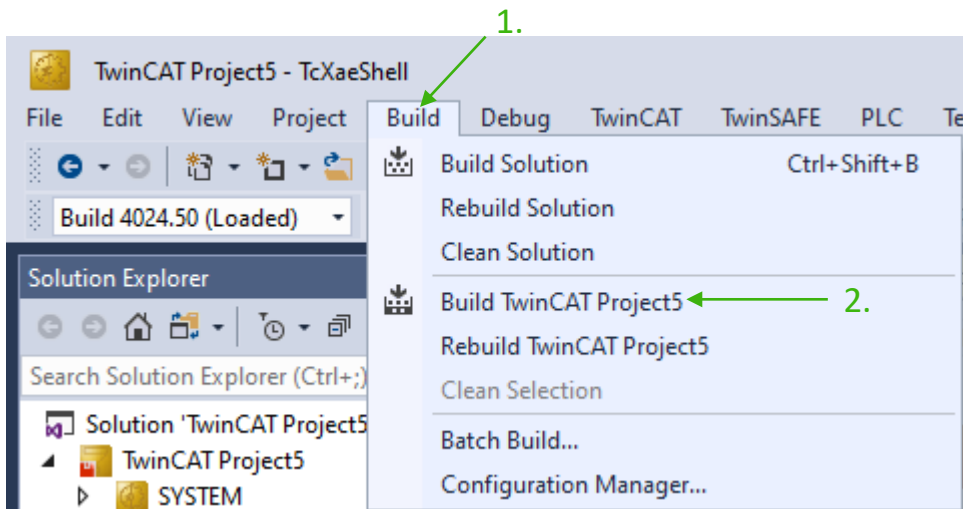 1.
TwinCAT Project5 - TcXaeShell
File Edit View Project Build Debug TwinCAT TwinSAFE PLC Te
Build 4024.50 (Loaded)
Build Solution Ctrl+Shift+B
Rebuild Solution
Clean Solution
Build TwinCAT Project5 2.
Rebuild TwinCAT Project5
Clean Selection
Batch Build...
Configuration Manager...
Solution Explorer
Search Solution Explorer (Ctrl+;)
Solution 'TwinCAT Project5
TwinCAT Project5
SYSTEM